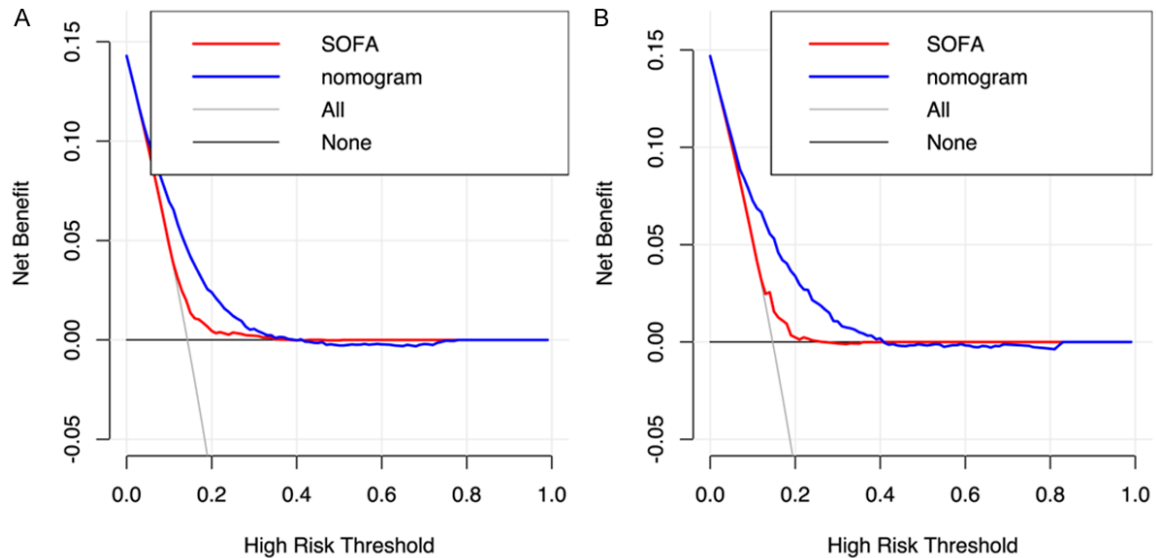 A
SOFA
nomogram
All
None
Net Benefit
0.15
0.10
0.05
0.00
-0.05
0.0 0.2 0.4 0.6 0.8 1.0
High Risk Threshold
B
SOFA
nomogram
All
None
Net Benefit
0.15
0.10
0.05
0.00
-0.05
0.0 0.2 0.4 0.6 0.8 1.0
High Risk Threshold